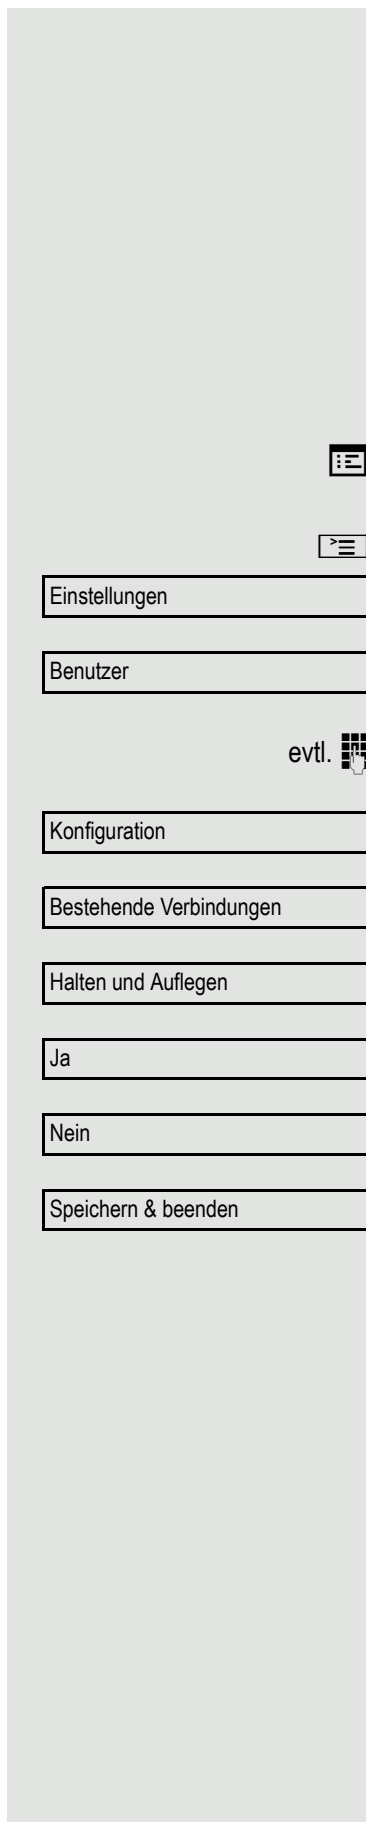 Einstellungen
Benutzer
evtl.
Konfiguration
Bestehende Verbindungen
Halten und Auflegen
Ja
Nein
Speichern & beenden